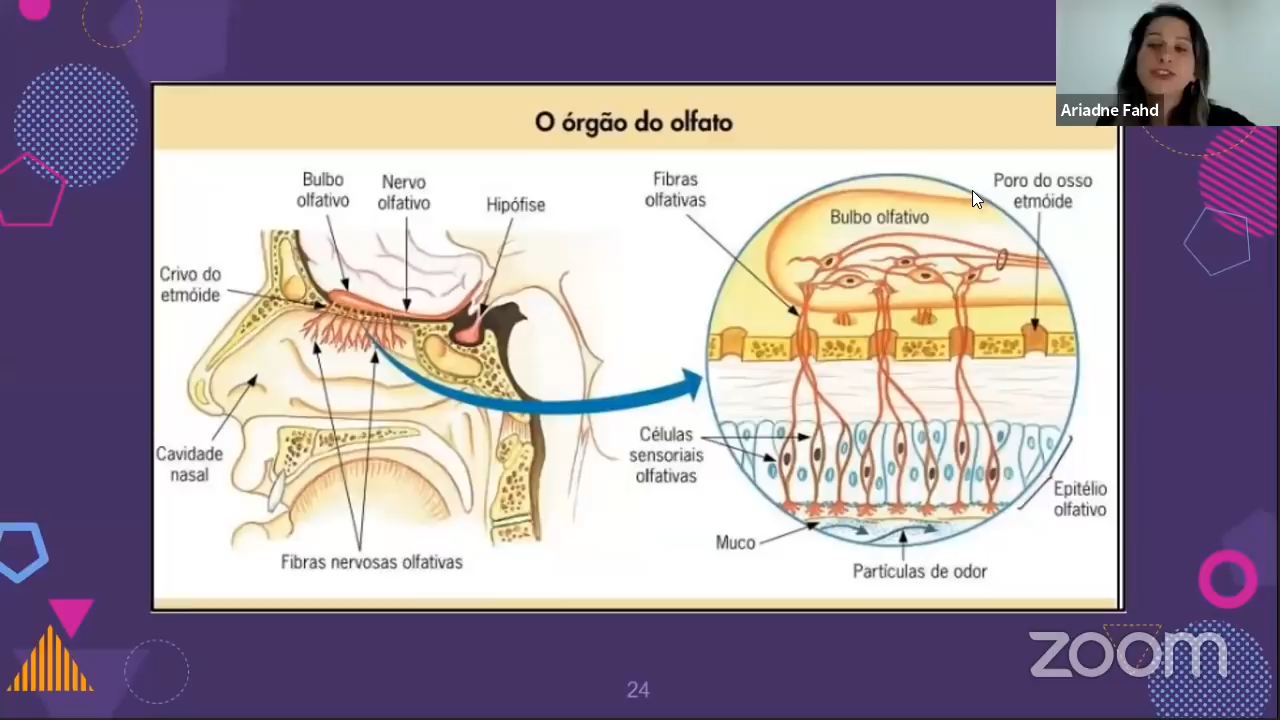 Ariadne Fahd
O órgão do olfato
Bulbo
olfativo
Nervo
olfativo
Hipófise
Crivo do
etmóide
Cavidade
nasal
Fibras nervosas olfativas
Fibras
olfativas
Bulbo olfativo
Poro do osso
etmóide
Células
sensoriais
olfativas
Epitélio
olfativo
Muco
Partículas de odor
zoom
24